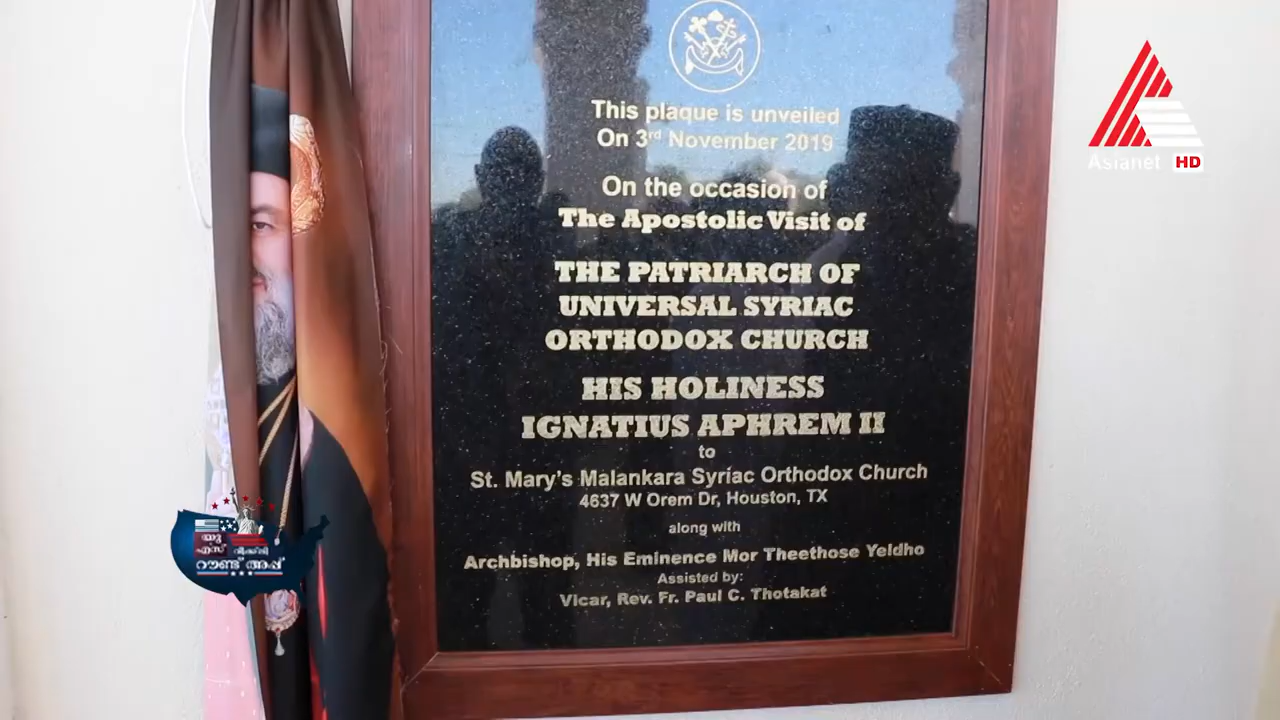 This plaque is unveiled
On 3rd November 2019
On the occasion of
The Apostolic Visit of
THE PATRIARCH OF
UNIVERSAL SYRIAC
ORTHODOX CHURCH
HIS HOLINESS
IGNATIUS APHREM II
to
St. Mary's Malankara Syriac Orthodox Church
4637 W Orem Dr, Houston, TX
along with
Archbishop, His Eminence Mor Theethose Yeldho
Assisted by:
Vicar, Rev. Fr. Paul C. Thotakat
Asianet HD
യു
എസ് വീക്ക്‌ലി
റൗണ്ട് അപ്പ്